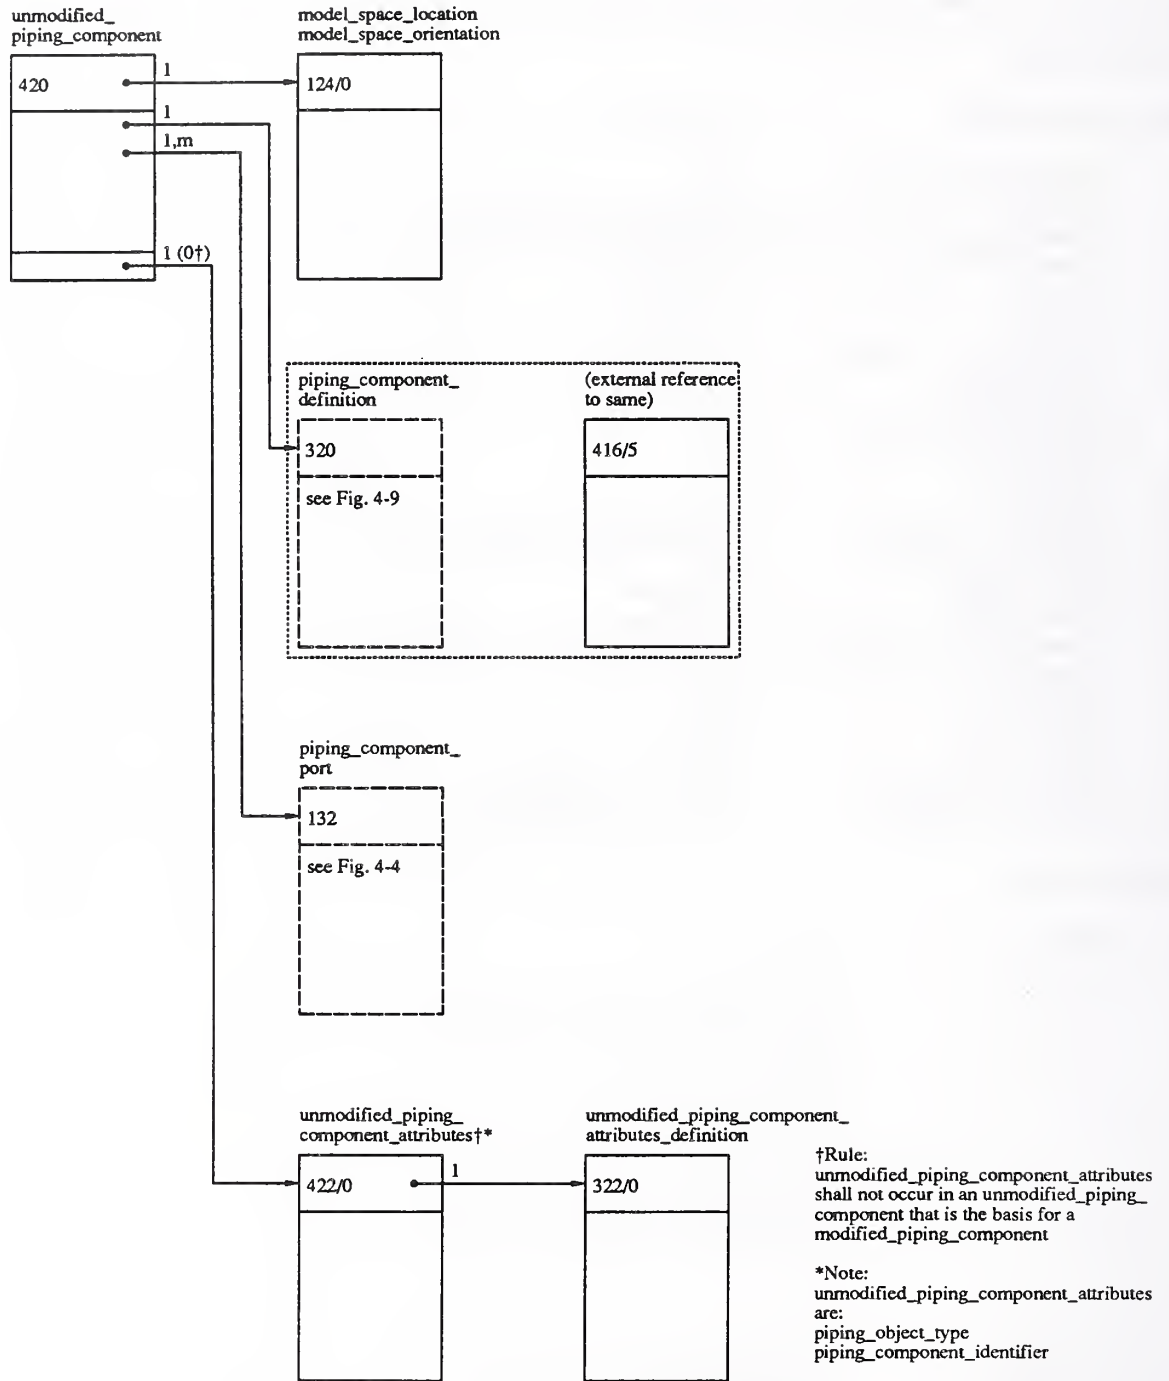 unmodified_
piping_component
model_space_location
model_space_orientation
420
1
124/0
1
1,m
1 (0†)
piping_component_
definition
(external reference
to same)
320
416/5
see Fig. 4-9
piping_component_
port
132
see Fig. 4-4
unmodified_piping_
component_attributes†*
unmodified_piping_component_
attributes_definition
422/0
1
322/0
†Rule:
unmodified_piping_component_attributes
shall not occur in an unmodified_piping_
component that is the basis for a
modified_piping_component
*Note:
unmodified_piping_component_attributes
are:
piping_object_type
piping_component_identifier